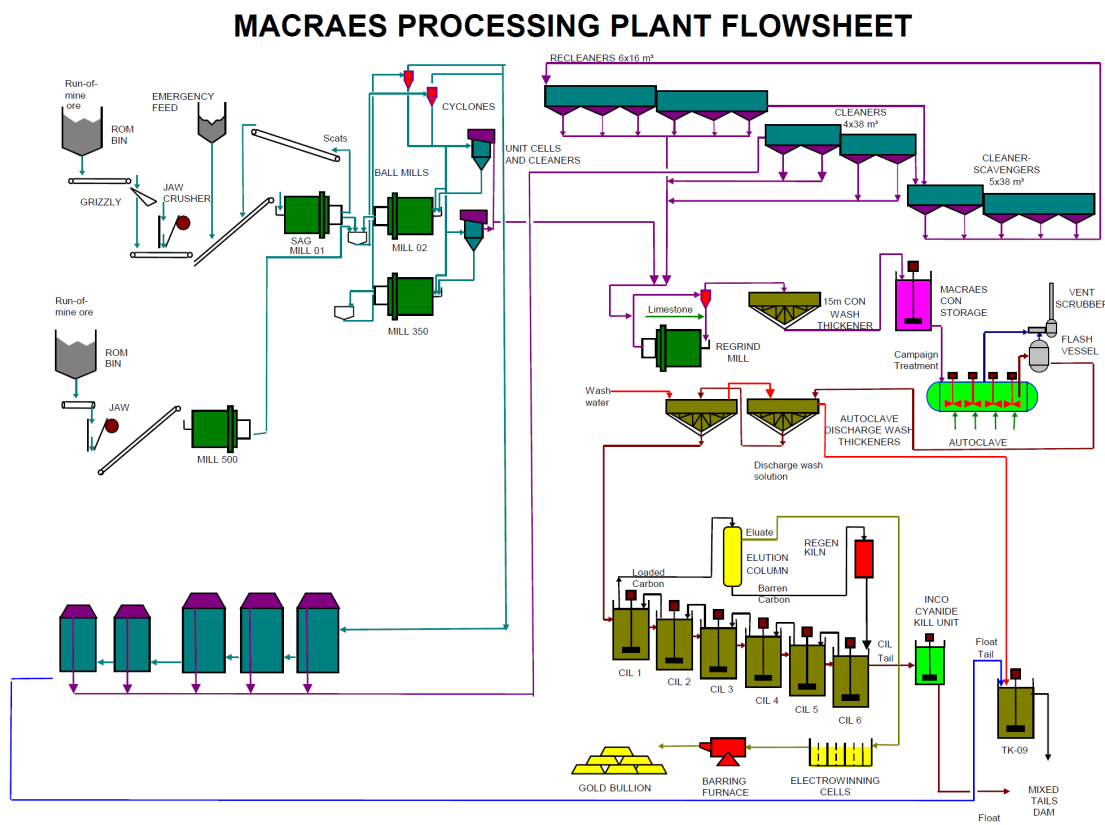 MACRAES PROCESSING PLANT FLOWSHEET
Run-of-
mine
ore
ROM
BIN
EMERGENCY
FEED
GRIZZLY
JAW
CRUSHER
Scats
SAG
MILL 01
BALL MILLS
MILL 02
MILL 350
CYCLONES
UNIT CELLS
AND CLEANERS
RECLEANERS 6x16 m³
CLEANERS
4x38 m³
CLEANER-
SCAVENGERS
5x38 m³
Run-of-
mine ore
ROM
BIN
JAW
MILL 500
Limestone
REGRIND
MILL
15m CON
WASH
THICKENER
MACRAES
CON
STORAGE
VENT
SCRUBBER
FLASH
VESSEL
Campaign
Treatment
AUTOCLAVE
Wash
water
AUTOCLAVE
DISCHARGE WASH
THICKENERS
Discharge wash
solution
Eluate
ELUTION
COLUMN
REGEN
KILN
Loaded
Carbon
Barren
Carbon
INCO
CYANIDE
KILL UNIT
CIL
Tail
Float
Tail
CIL 1
CIL 2
CIL 3
CIL 4
CIL 5
CIL 6
TK-09
GOLD BULLION
BARRING
FURNACE
ELECTROWINNING
CELLS
MIXED
TAILS
DAM
Float